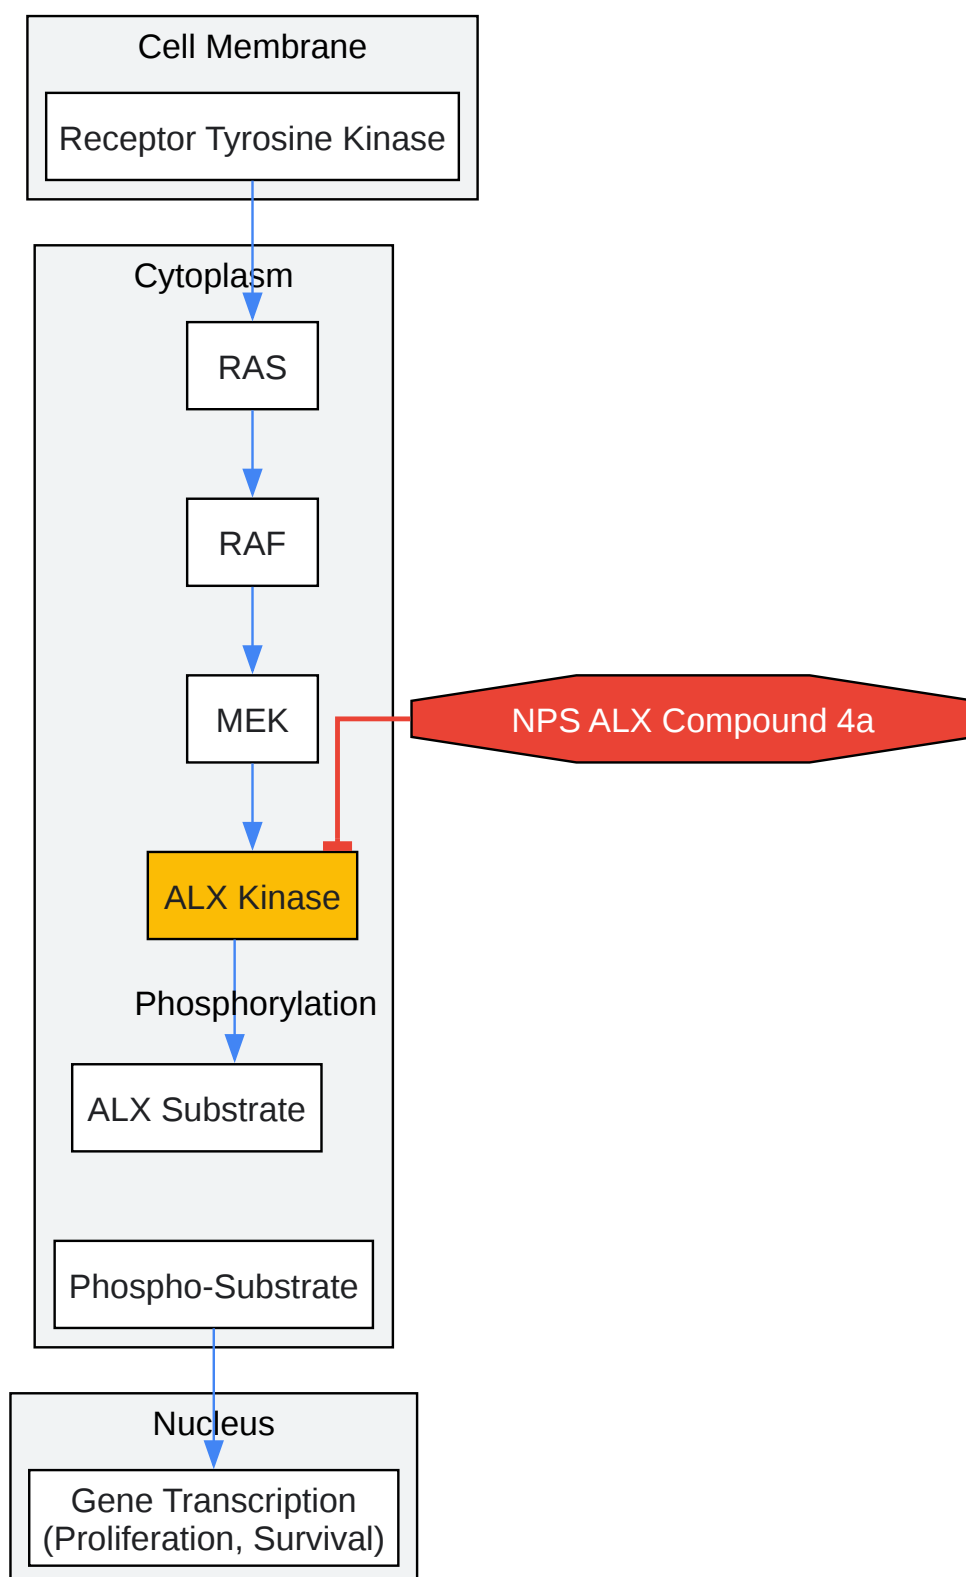 Cell Membrane
Receptor Tyrosine Kinase
Cytoplasm
RAS
RAF
MEK
NPS ALX Compound 4a
ALX Kinase
Phosphorylation
ALX Substrate
Phospho-Substrate
Nucleus
Gene Transcription
(Proliferation, Survival)